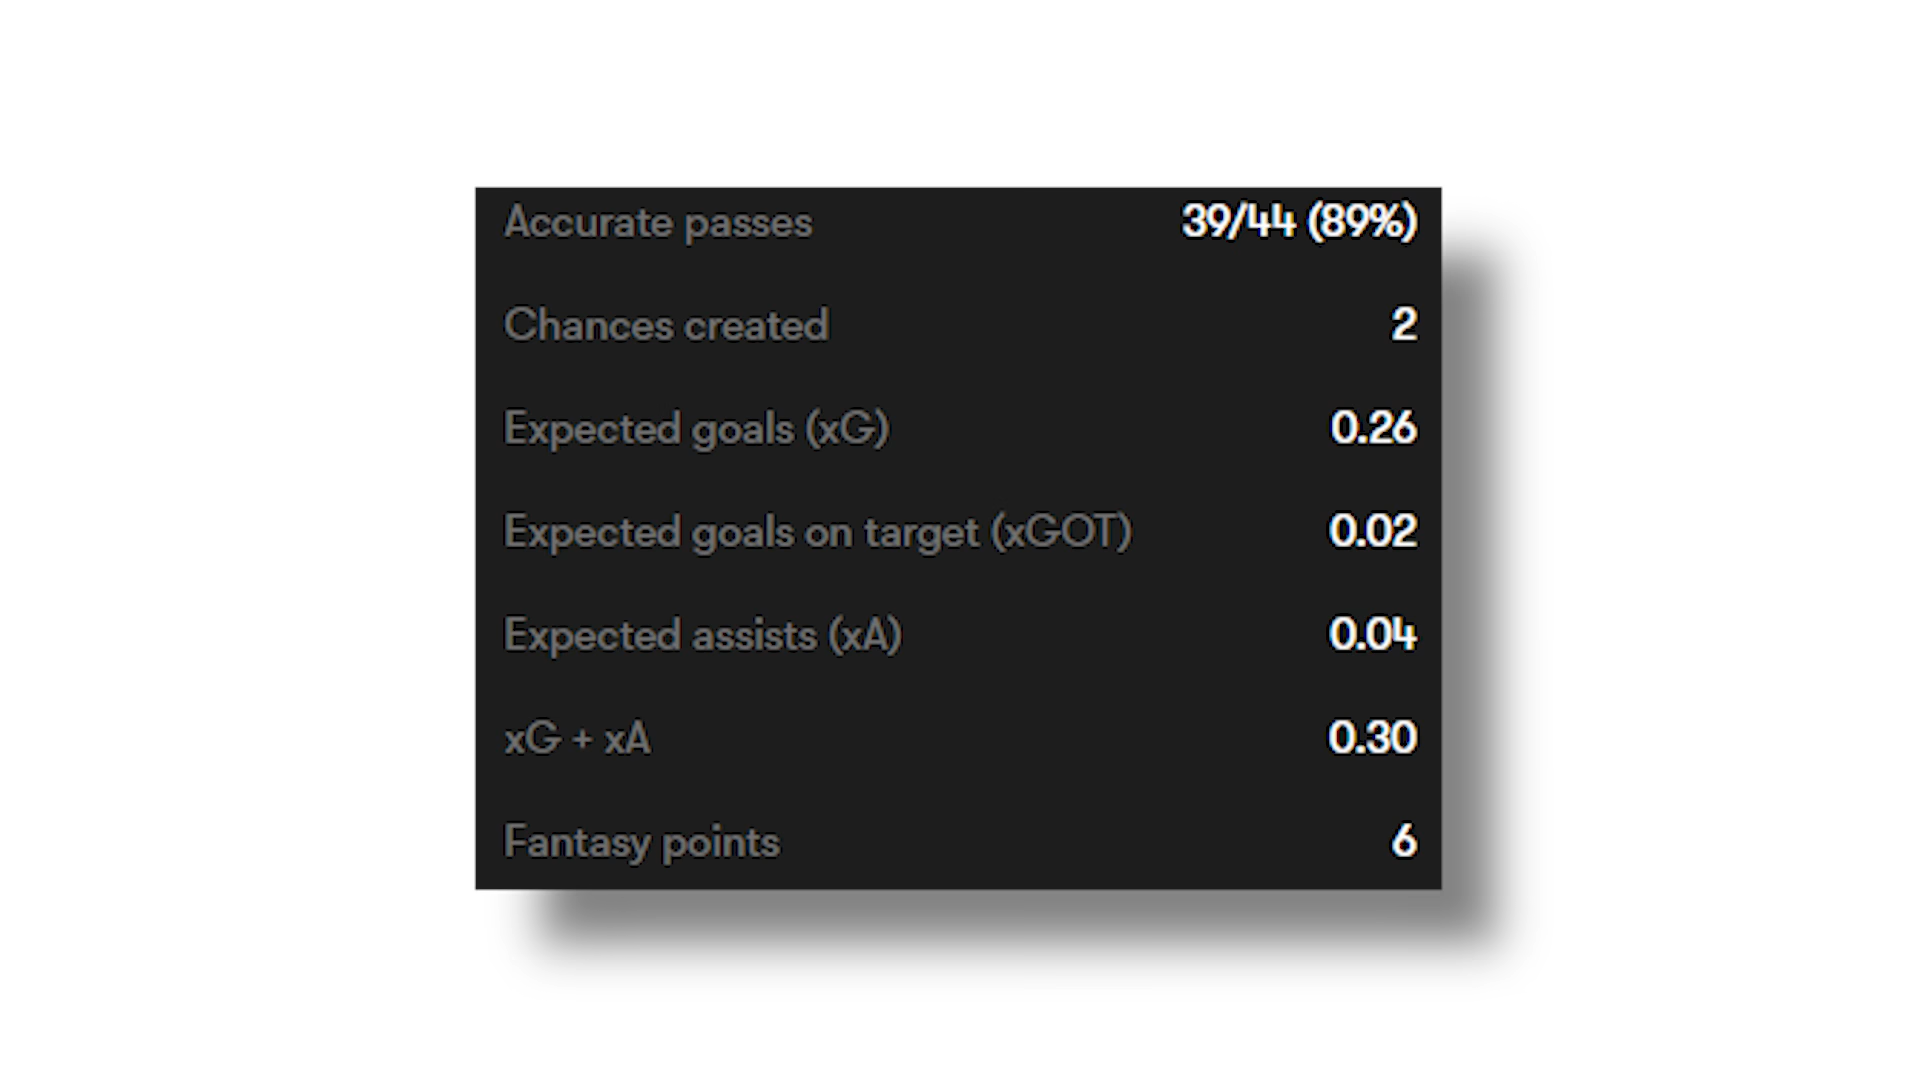 Accurate passes 39/44 (89%)
Chances created 2
Expected goals (xG) 0.26
Expected goals on target (xGOT) 0.02
Expected assists (xA) 0.04
xG + xA 0.30
Fantasy points 6